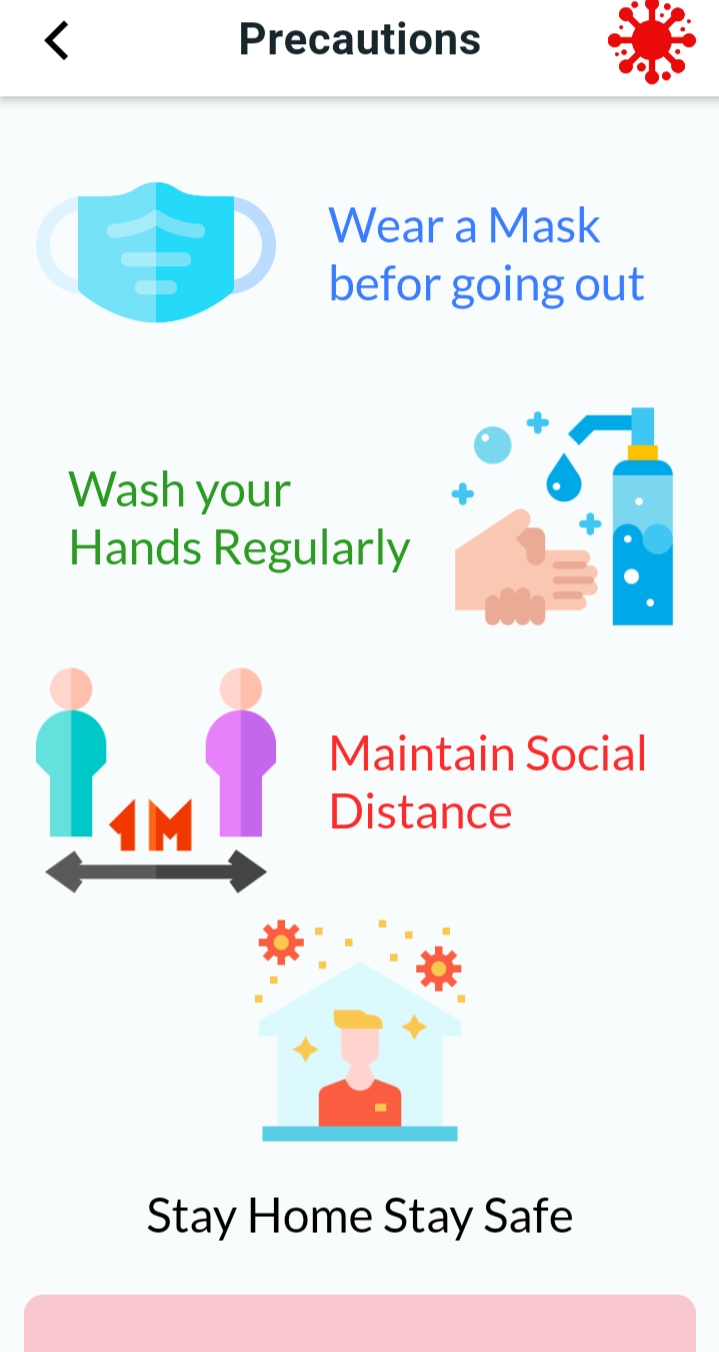 Precautions
Wear a Mask
befor going out
Wash your
Hands Regularly
1M
Maintain Social
Distance
Stay Home Stay Safe